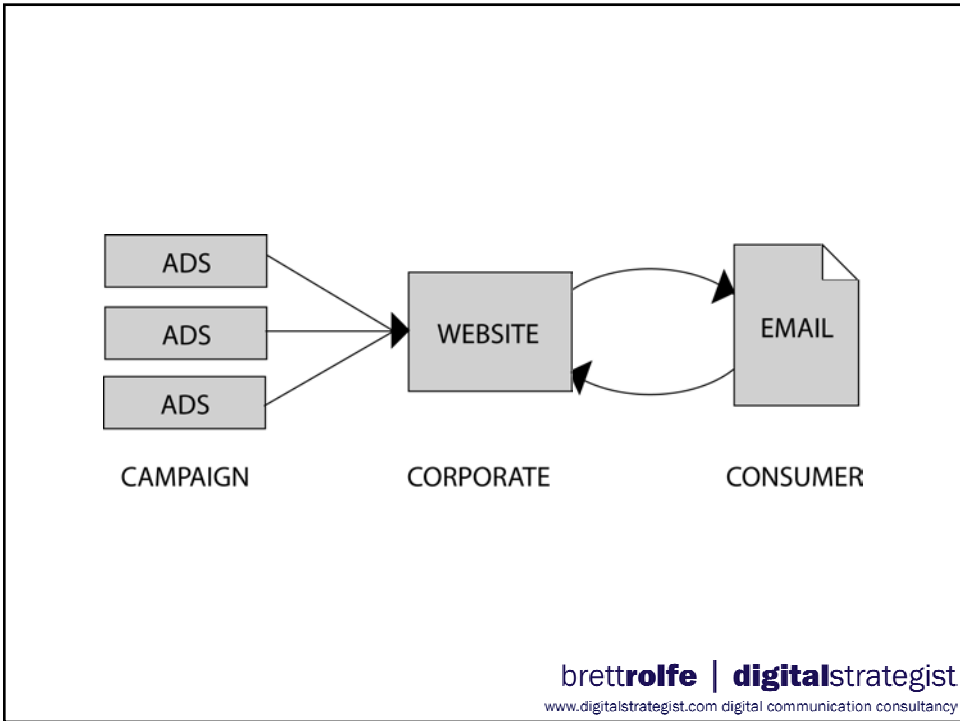 ADS
ADS
ADS
WEBSITE
EMAIL
CAMPAIGN
CORPORATE
CONSUMER
brettrolfe | digitalstrategist
www.digitalstrategist.com digital communication consultancy